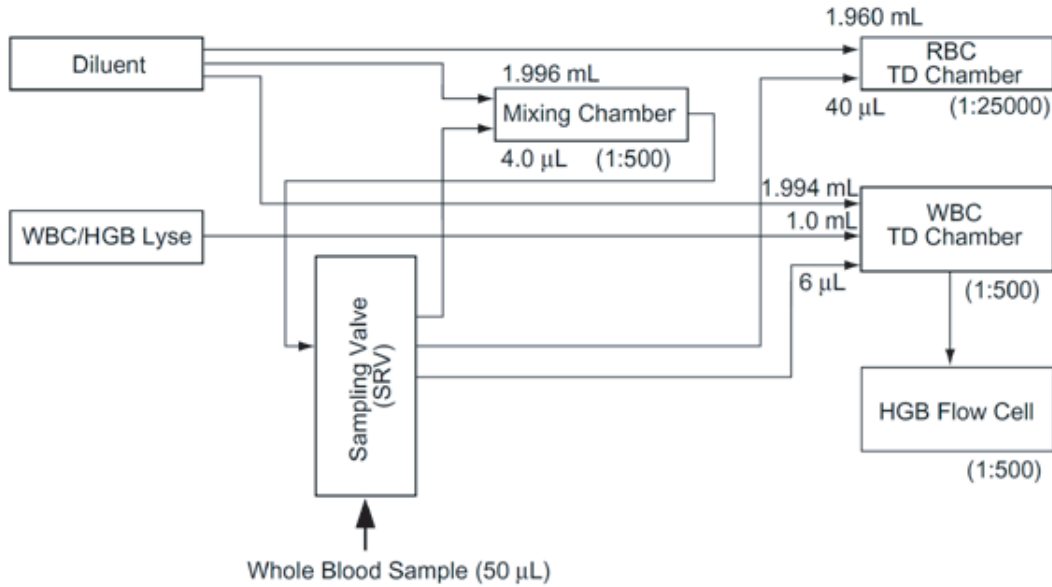 1.960 mL
Diluent
RBC
TD Chamber
1.996 mL
Mixing Chamber
40 µL
(1:25000)
4.0 µL
(1:500)
1.994 mL
WBC/HGB Lyse
1.0 mL
WBC
TD Chamber
6 µL
(1:500)
Sampling Valve
(SRV)
HGB Flow Cell
(1:500)
Whole Blood Sample (50 µL)